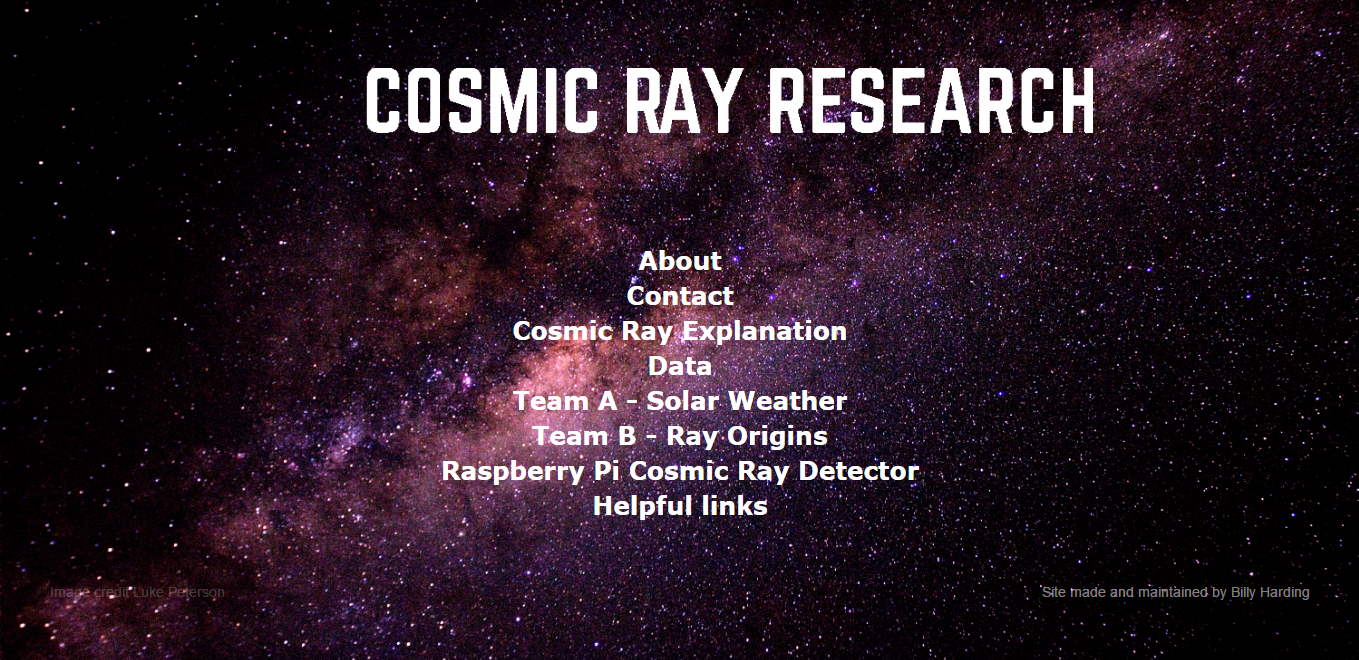 COSMIC RAY RESEARCH
About
Contact
Cosmic Ray Explanation
Data
Team A - Solar Weather
Team B - Ray Origins
Raspberry Pi Cosmic Ray Detector
Helpful links
Image credit Luke Peterson
Site made and maintained by Billy Harding